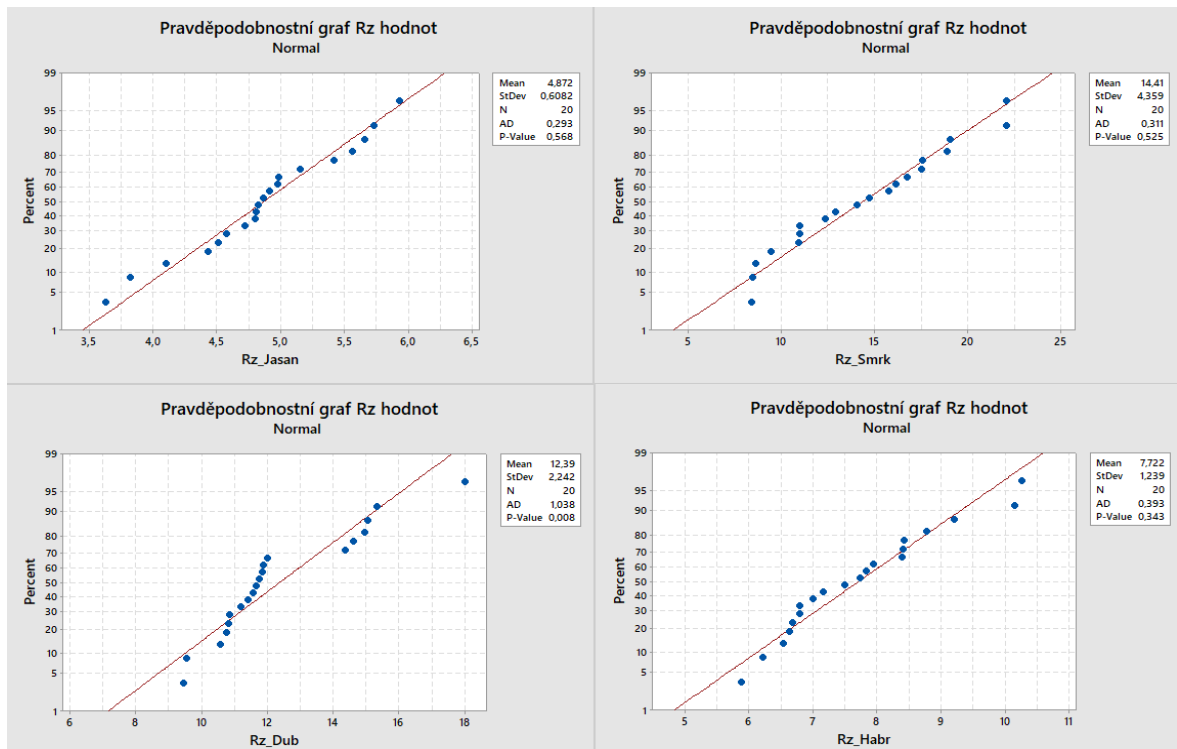 Pravděpodobnostní graf Rz hodnot
Normal
Mean 4,872
StDev 0,6082
N 20
AD 0,293
P-Value 0,568
Percent
99
95
90
80
70
60
50
40
30
20
10
5
1
3,5 4,0 4,5 5,0 5,5 6,0 6,5
Rz_Jasan
Pravděpodobnostní graf Rz hodnot
Normal
Mean 14,41
StDev 4,359
N 20
AD 0,311
P-Value 0,525
Percent
99
95
90
80
70
60
50
40
30
20
10
5
1
5 10 15 20 25
Rz_Smrk
Pravděpodobnostní graf Rz hodnot
Normal
Mean 12,39
StDev 2,242
N 20
AD 1,038
P-Value 0,008
Percent
99
95
90
80
70
60
50
40
30
20
10
5
1
6 8 10 12 14 16 18
Rz_Dub
Pravděpodobnostní graf Rz hodnot
Normal
Mean 7,722
StDev 1,239
N 20
AD 0,393
P-Value 0,343
Percent
99
95
90
80
70
60
50
40
30
20
10
5
1
5 6 7 8 9 10 11
Rz_Habr